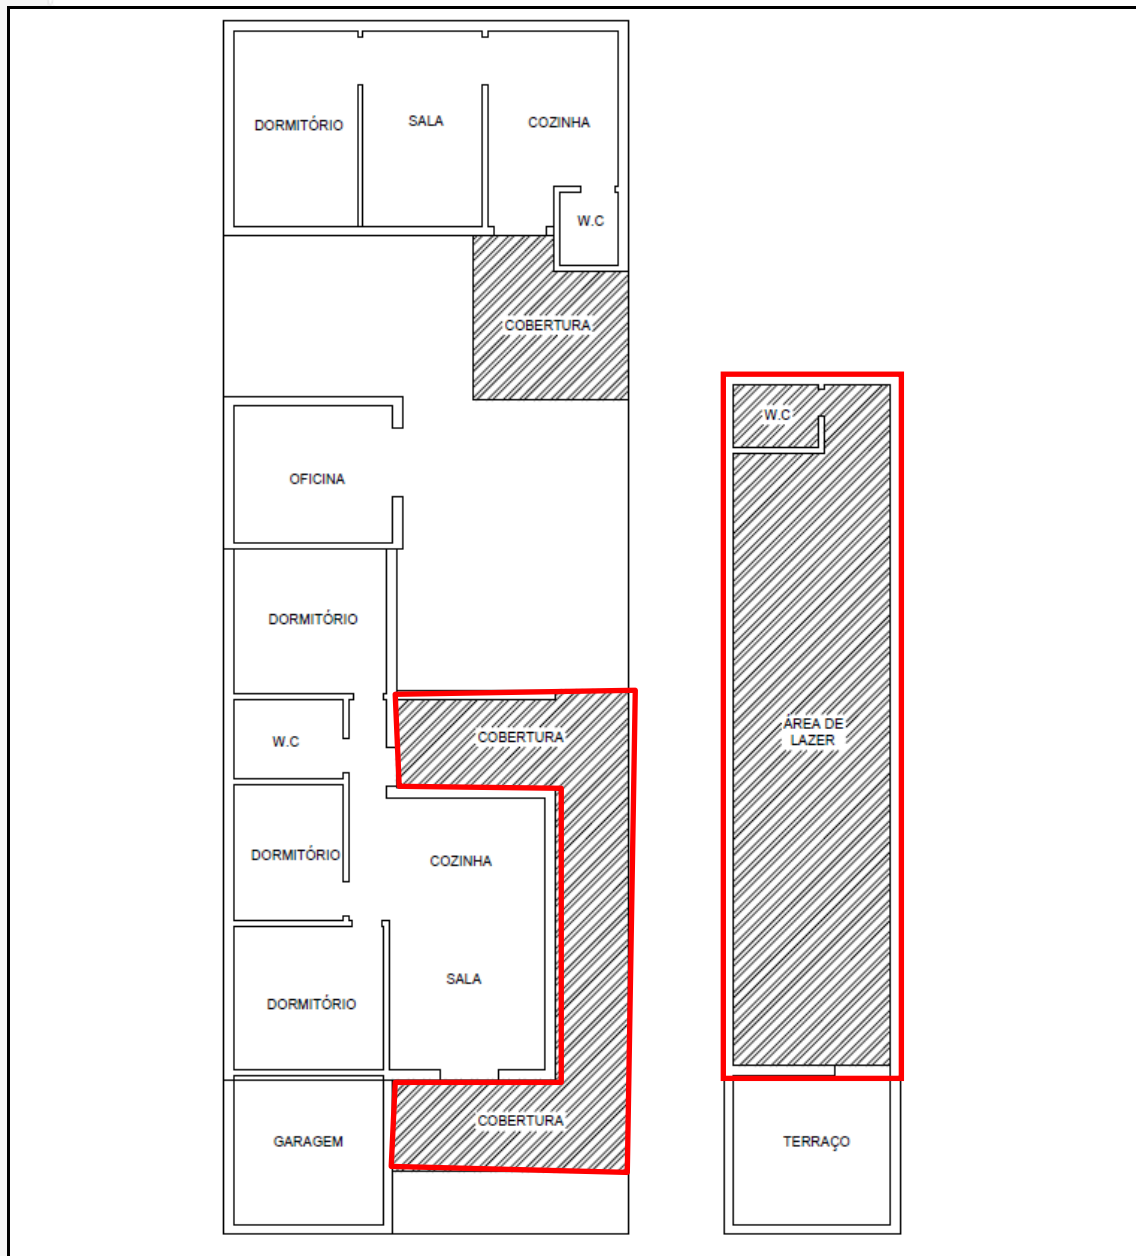 DORMITÓRIO
SALA
COZINHA
W.C
COBERTURA
OFICINA
DORMITÓRIO
W.C
COBERTURA
DORMITÓRIO
COZINHA
DORMITÓRIO
SALA
GARAGEM
COBERTURA
W.C
ÁREA DE
LAZER
TERRAÇO